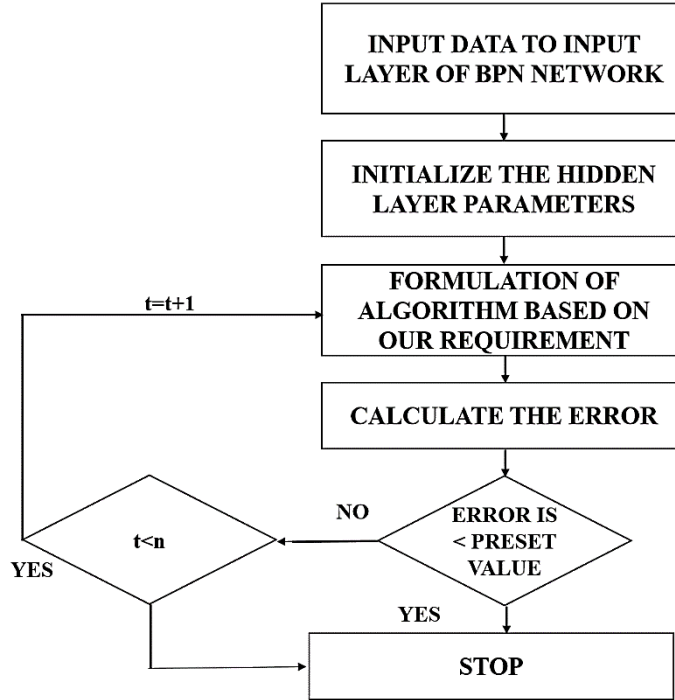 INPUT DATA TO INPUT
LAYER OF BPN NETWORK
INITIALIZE THE HIDDEN
LAYER PARAMETERS
t=t+1
FORMULATION OF
ALGORITHM BASED ON
OUR REQUIREMENT
CALCULATE THE ERROR
NO
ERROR IS
< PRESET
VALUE
t<n
YES
YES
STOP